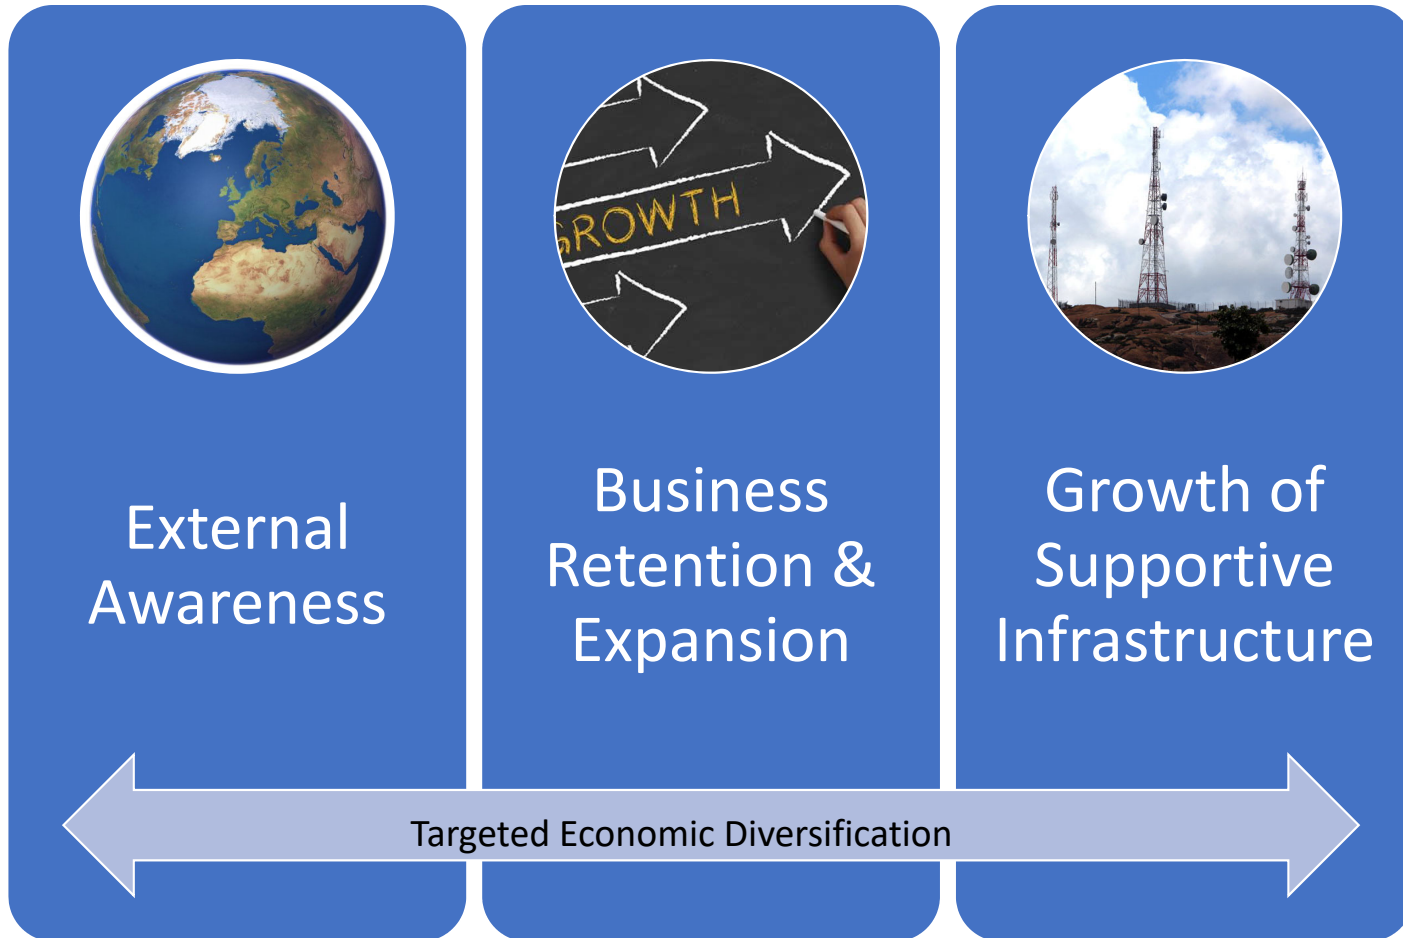 GROWTH
External
Awareness
Business
Retention &
Expansion
Growth of
Supportive
Infrastructure
Targeted Economic Diversification